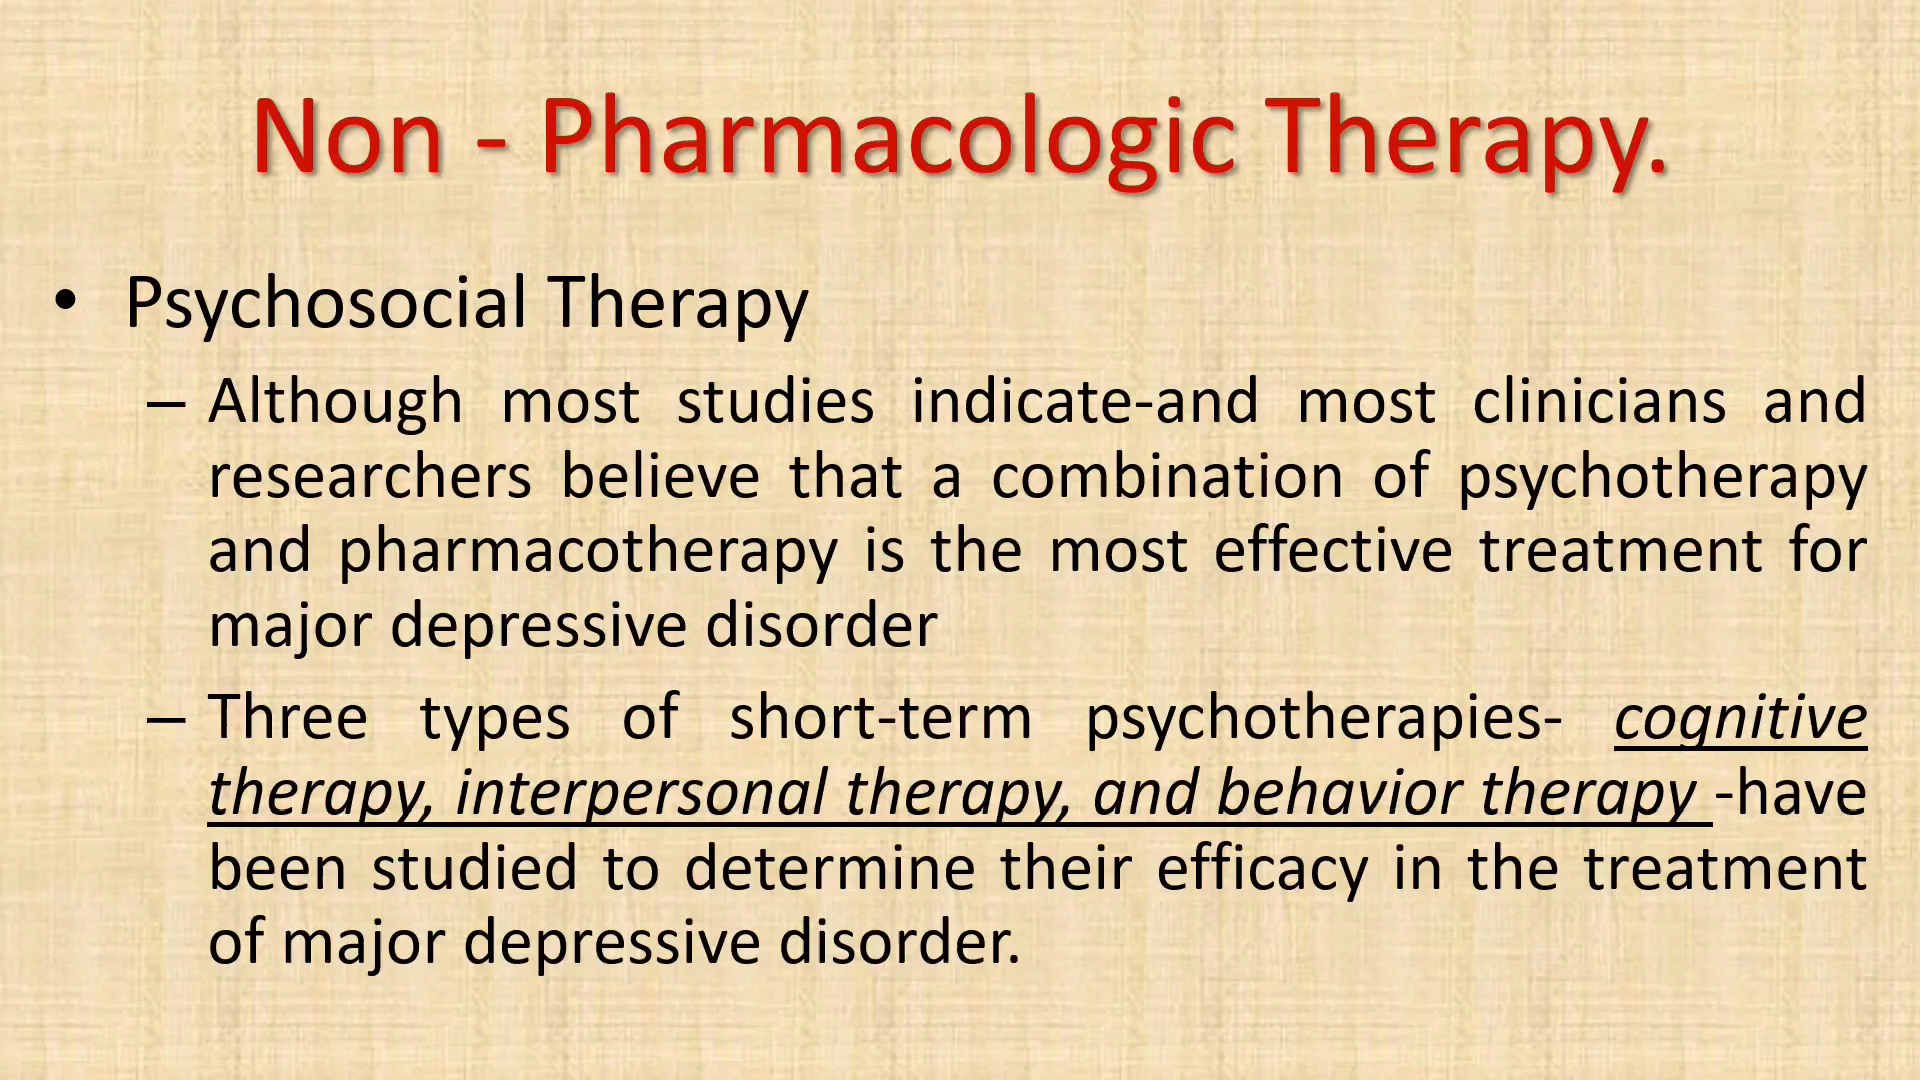 Non - Pharmacologic Therapy.
• Psychosocial Therapy
– Although most studies indicate-and most clinicians and
researchers believe that a combination of psychotherapy
and pharmacotherapy is the most effective treatment for
major depressive disorder
– Three types of short-term psychotherapies- cognitive
therapy, interpersonal therapy, and behavior therapy -have
been studied to determine their efficacy in the treatment
of major depressive disorder.